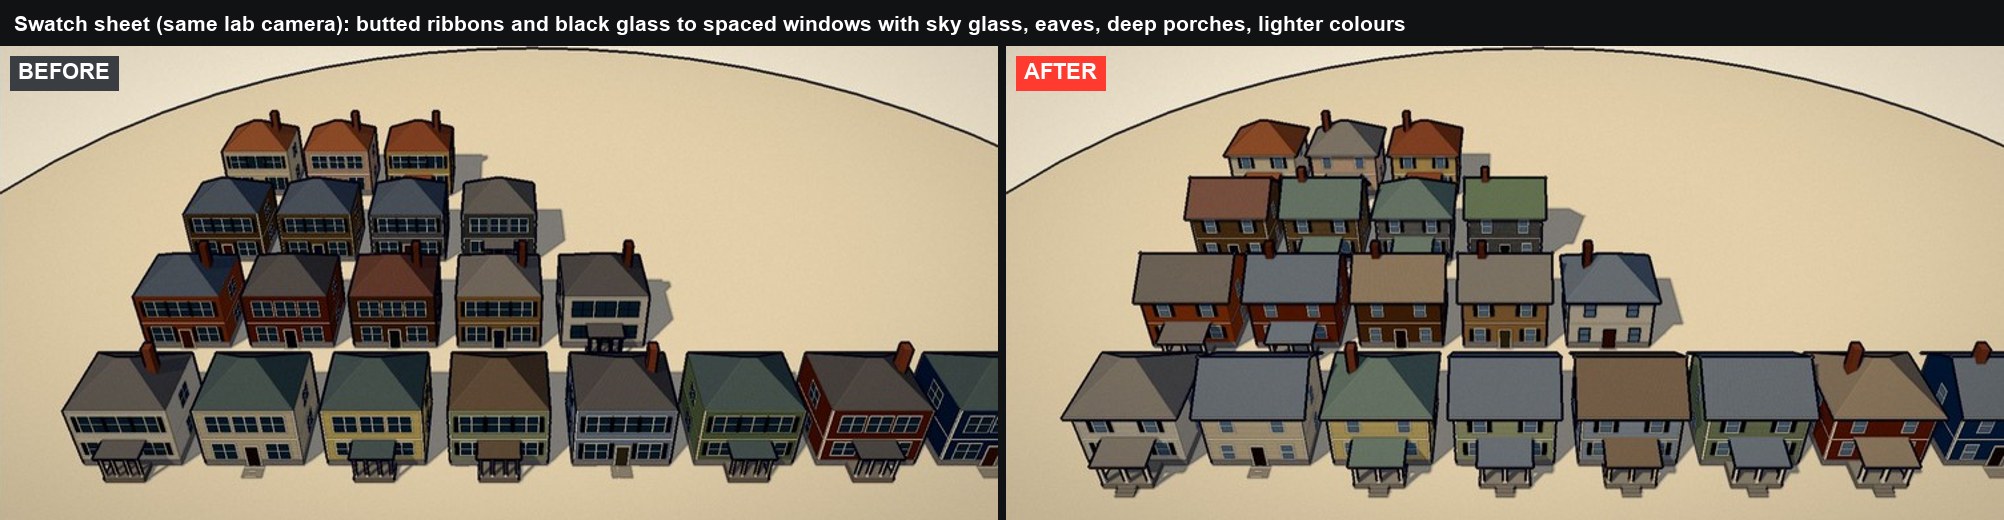 Swatch sheet (same lab camera): butted ribbons and black glass to spaced windows with sky glass, eaves, deep porches, lighter colours
BEFORE
AFTER